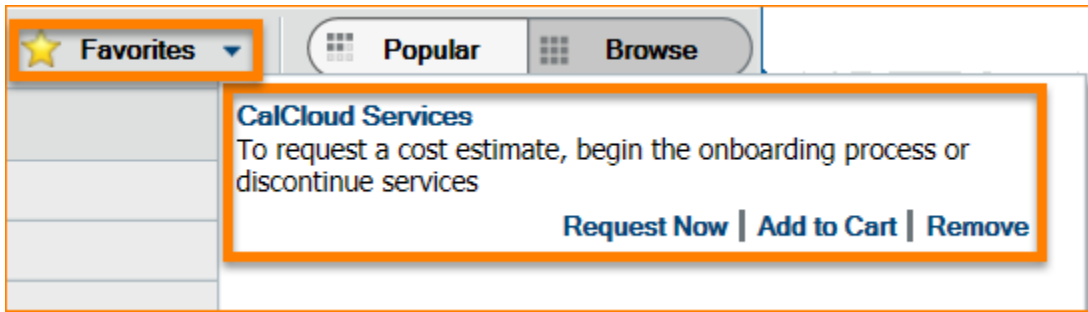 Favorites
Popular
Browse
CalCloud Services
To request a cost estimate, begin the onboarding process or
discontinue services
Request Now | Add to Cart | Remove